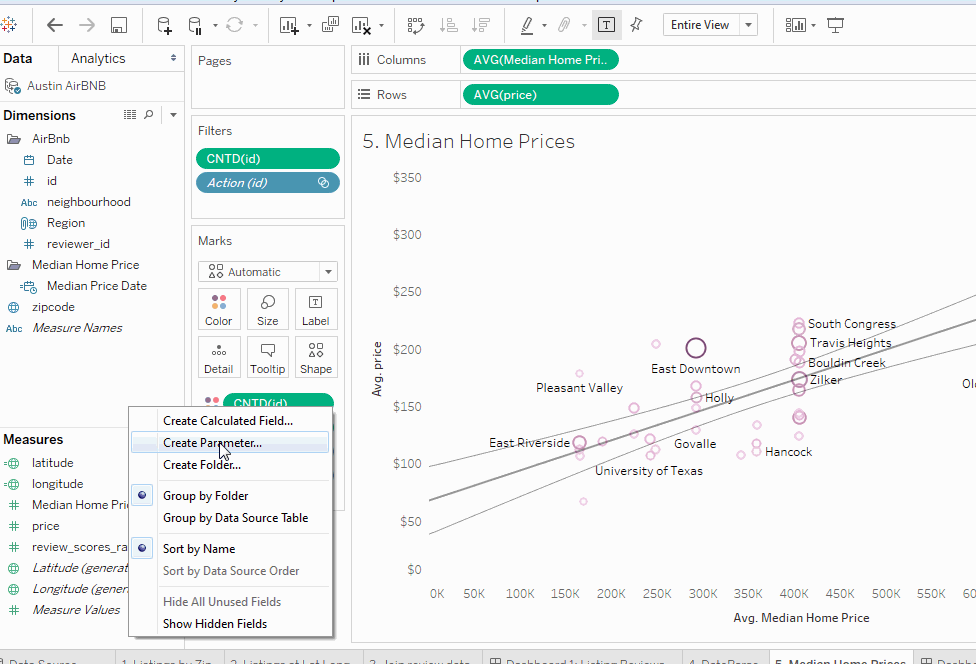 Entire View
Data
Analytics
Austin AirBNB
Dimensions
AirBnb
Date
id
Abc neighbourhood
Region
reviewer_id
Median Home Price
Median Price Date
zipcode
Abc Measure Names
Measures
latitude
longitude
Median Home Pri
price
review_scores_ra
Latitude (generat
Longitude (gener
Measure Values
Pages
Filters
CNTD(id)
Action (id)
Marks
Automatic
Color Size Label
Detail Tooltip Shape
CNTD(id)
Create Calculated Field...
Create Parameter...
Create Folder...
Group by Folder
Group by Data Source Table
Sort by Name
Sort by Data Source Order
Hide All Unused Fields
Show Hidden Fields
Columns AVG(Median Home Pri..
Rows AVG(price)
5. Median Home Prices
$350
$300
$250
$200
$150
$100
$50
$0
Avg. price
South Congress
Travis Heights
Bouldin Creek
Zilker
East Downtown
Pleasant Valley
Holly
East Riverside
Govalle
Hancock
University of Texas
Ol
0K 50K 100K 150K 200K 250K 300K 350K 400K 450K 500K 550K 60
Avg. Median Home Price
Data Source 1. Listings by Zip 2. Listings at Lat Long 3. Join review data Dashboard 1: Listing Reviews 4. DataParse 5. Median Home Prices Dashb